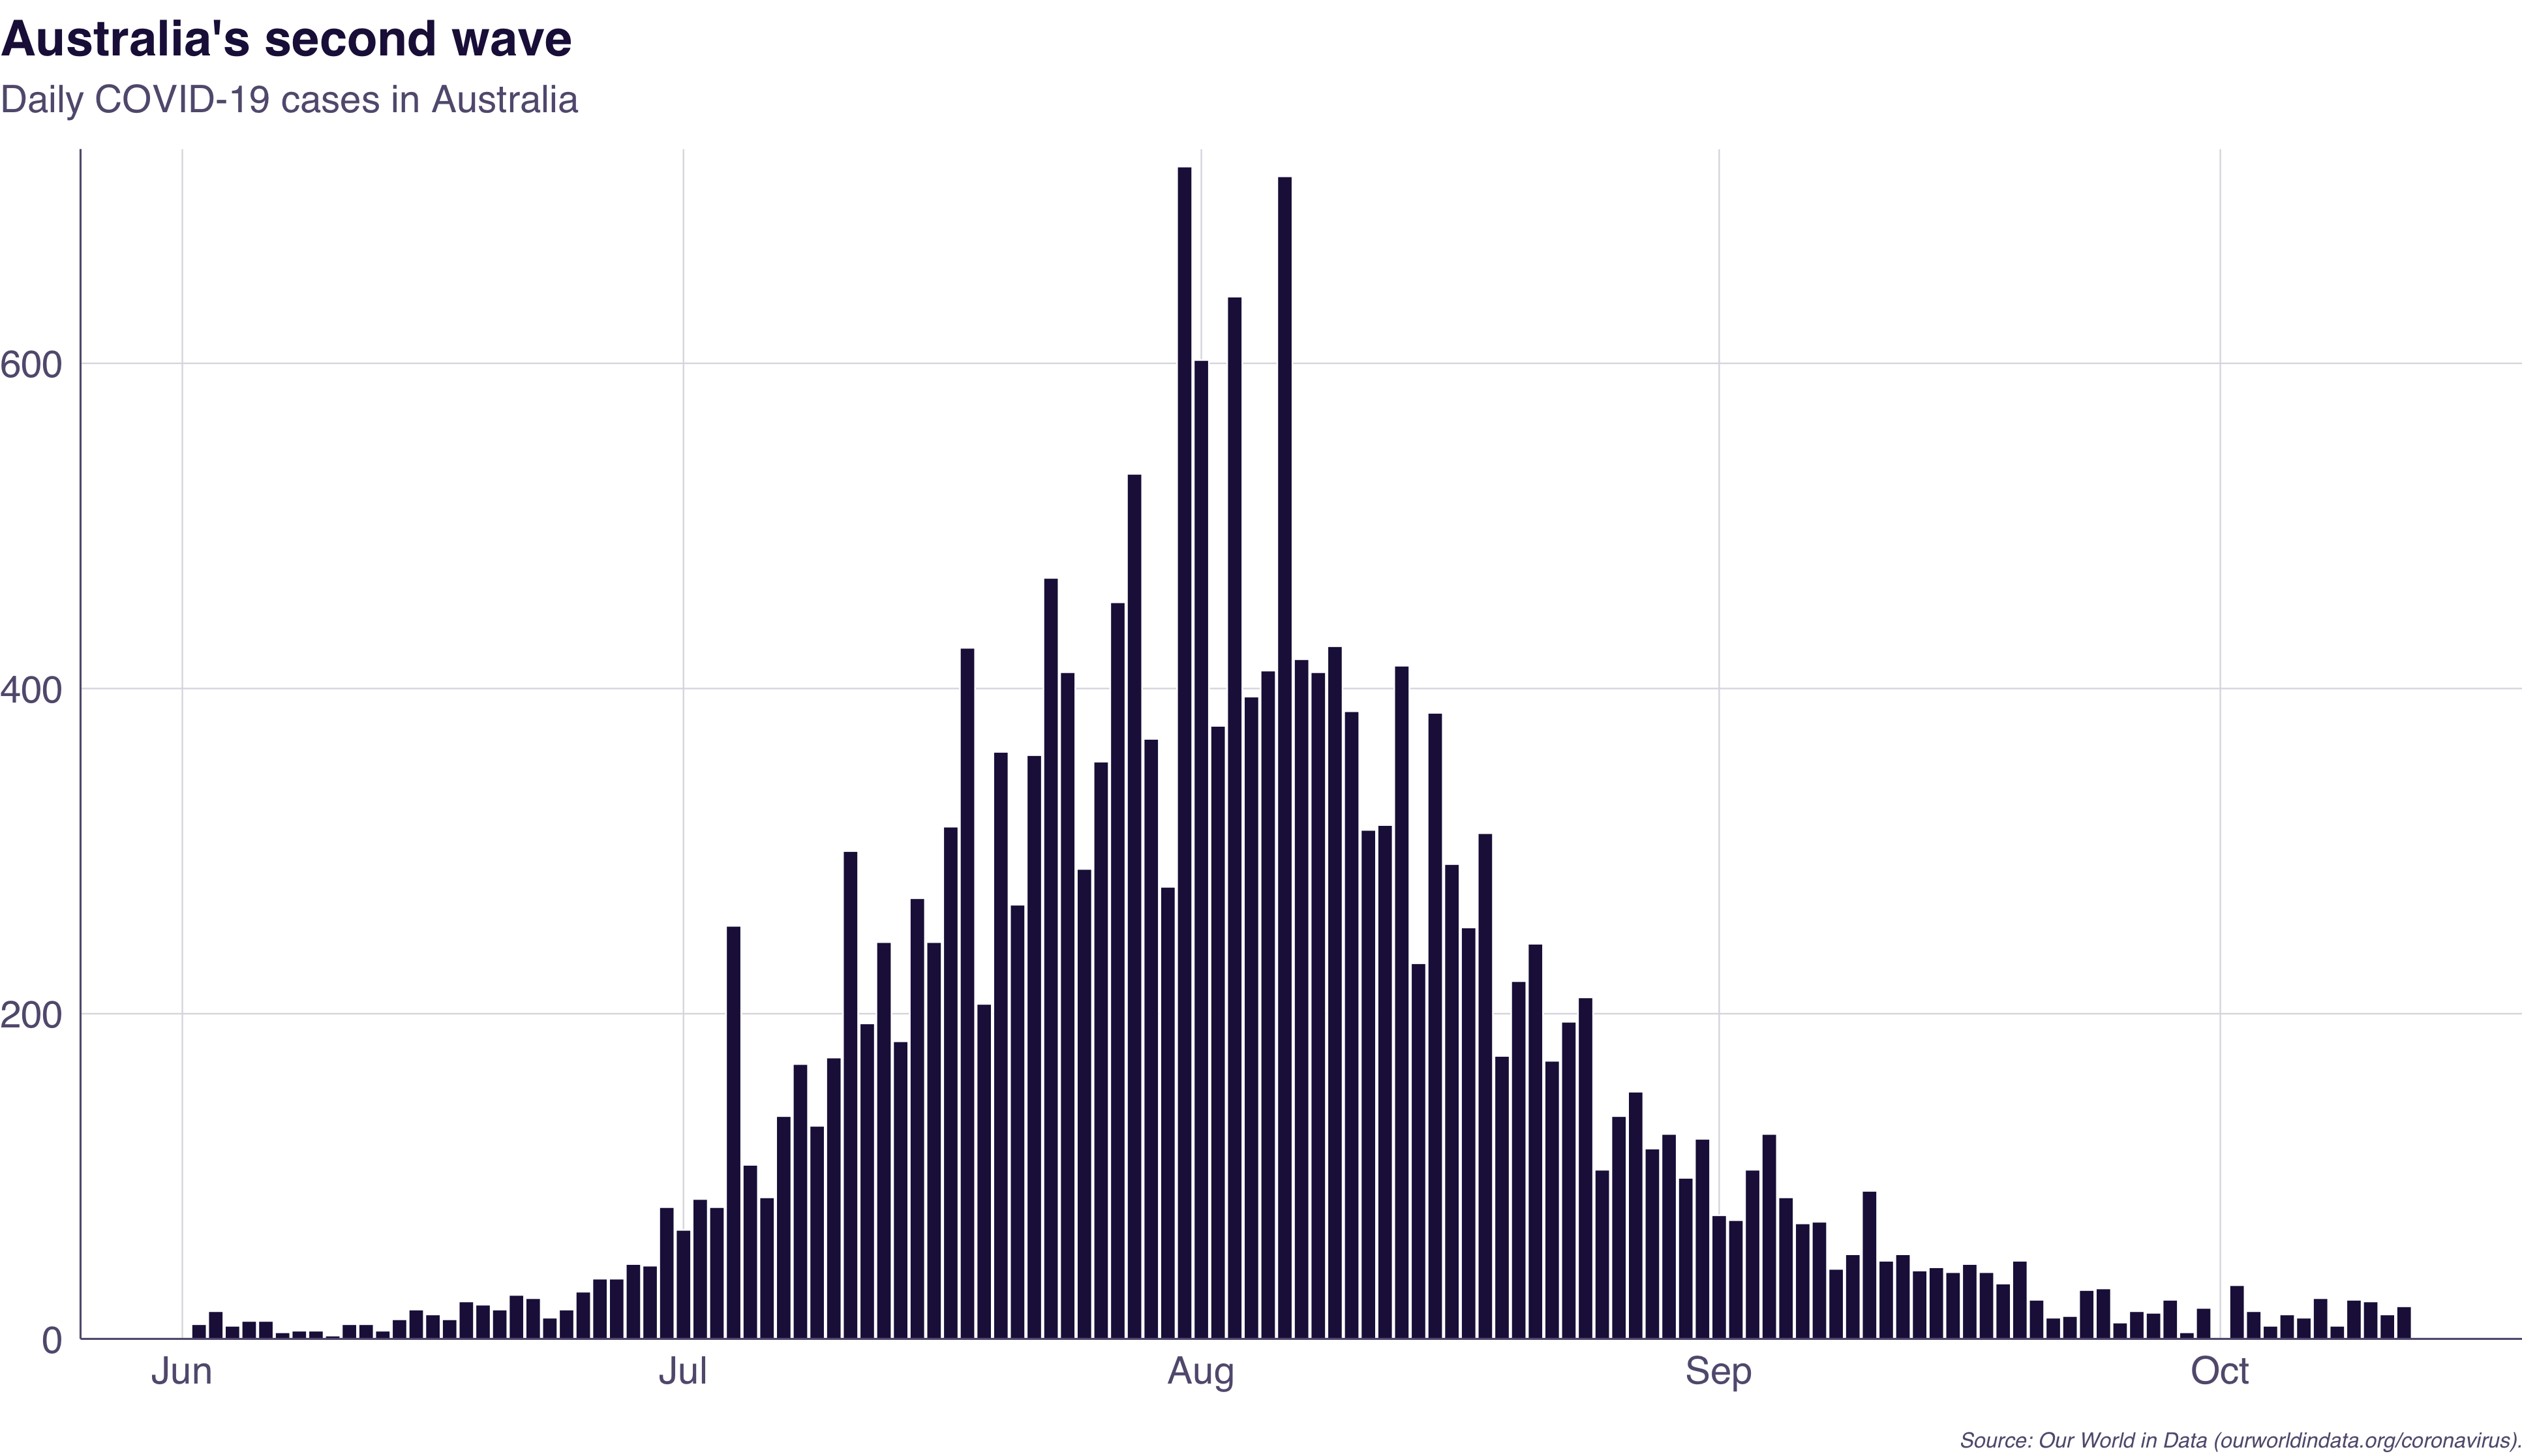 Australia's second wave
Daily COVID-19 cases in Australia
600
400
200
0
Jun Jul Aug Sep Oct
Source: Our World in Data (ourworldindata.org/coronavirus).